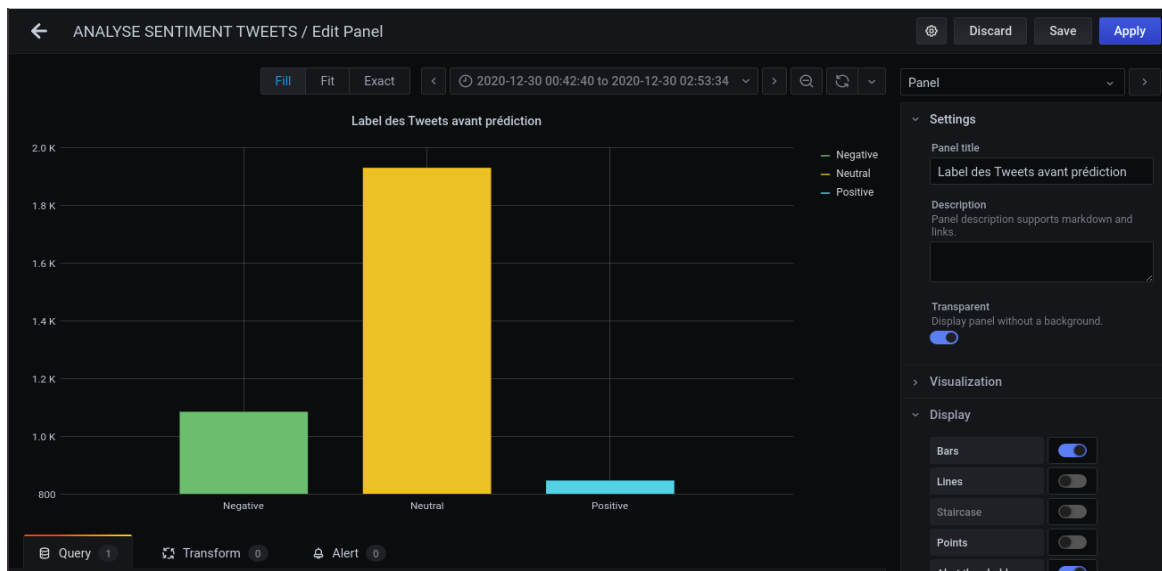 ANALYSE SENTIMENT TWEETS / Edit Panel
Discard
Save
Apply
Fill
Fit
Exact
2020-12-30 00:42:40 to 2020-12-30 02:53:34
Panel
Label des Tweets avant prédiction
2.0 K
1.8 K
1.6 K
1.4 K
1.2 K
1.0 K
800
Negative
Neutral
Positive
Negative
Neutral
Positive
Settings
Panel title
Label des Tweets avant prédiction
Description
Panel description supports markdown and
links.
Transparent
Display panel without a background.
Visualization
Display
Bars
Lines
Staircase
Points
Query 1
Transform 0
Alert 0